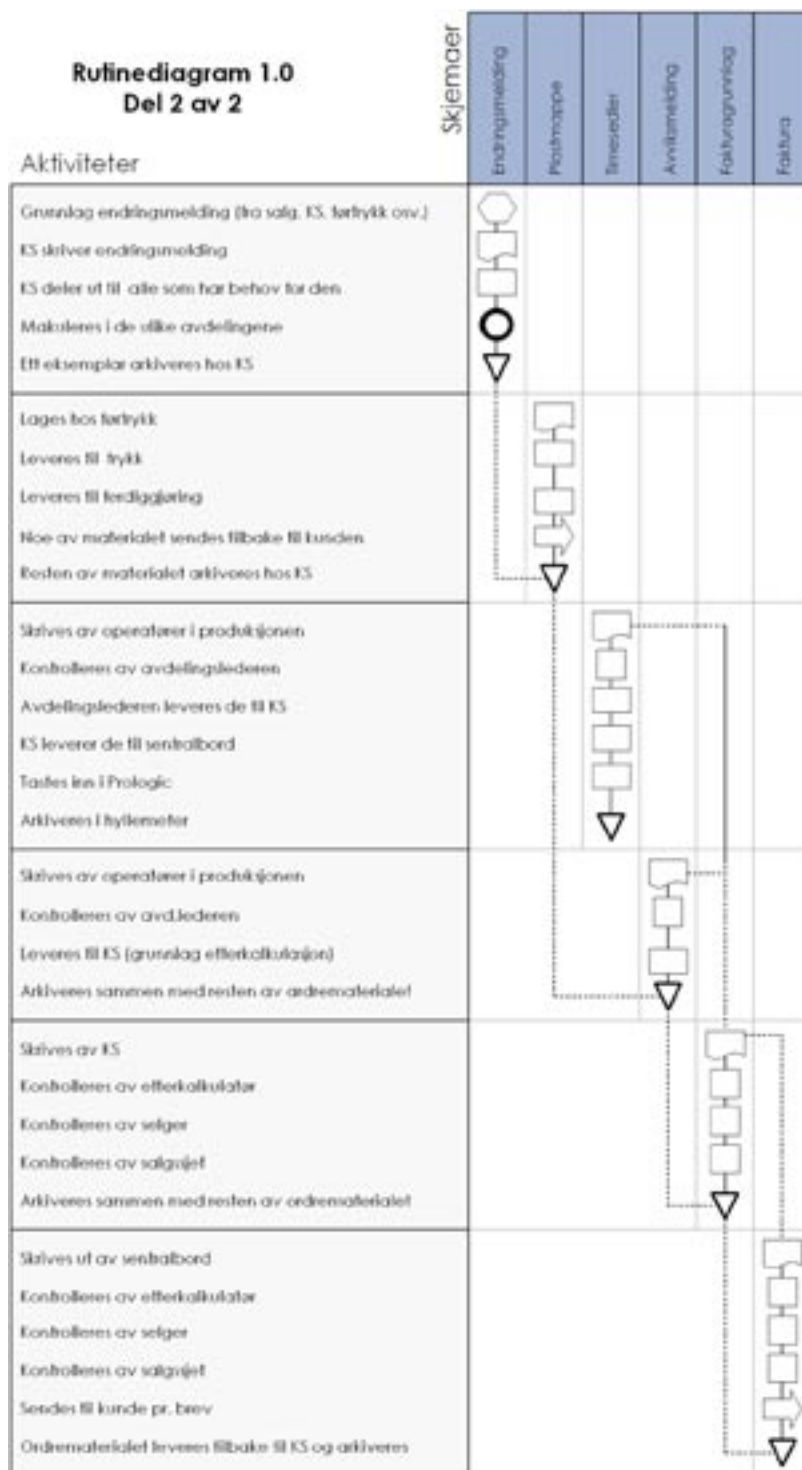 Rutinediagram 1.0
Del 2 av 2
Skjemaer
Aktiviteter
Endringsmelding
Plastmappe
Timesedler
Avviksmelding
Fakturagrunnlag
Faktura
Grunnlag endringsmelding (fra salg, KS, førtrykk osv.)
KS skriver endringsmelding
KS deler ut til alle som har behov for den
Makuleres i de ulike avdelingene
Ett eksemplar arkiveres hos KS
Lages hos førtrykk
Leveres til trykk
Leveres til ferdiggjøring
Noe av materialet sendes tilbake til kunden
Resten av materialet arkiveres hos KS
Skrives av operatører i produksjonen
Kontrolleres av avdelingslederen
Avdelingslederen leveres de til KS
KS leverer de til sentralbord
Tastes inn i Prologic
Arkiveres i hyllemeter
Skrives av operatører i produksjonen
Kontrolleres av avd.lederen
Leveres til KS (grunnlag etterkalkulasjon)
Arkiveres sammen med resten av ordrematerialet
Skrives av KS
Kontrolleres av etterkalkulatør
Kontrolleres av selger
Kontrolleres av salgssjef
Arkiveres sammen med resten av ordrematerialet
Skrives ut av sentralbord
Kontrolleres av etterkalkulatør
Kontrolleres av selger
Kontrolleres av salgssjef
Sendes til kunde pr. brev
Ordrematerialet leveres tilbake til KS og arkiveres